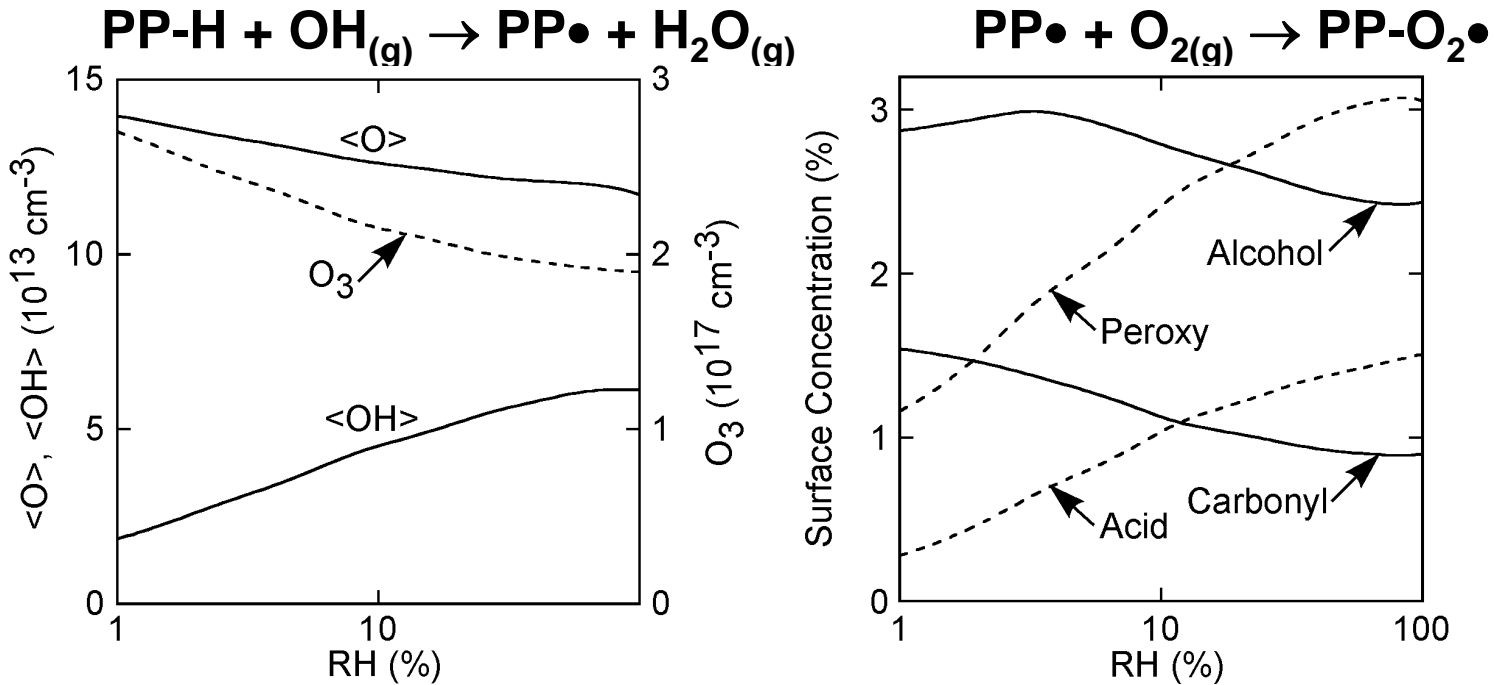 PP-H + OH(g) → PP● + H2O(g)
15
10
5
0
<O>, <OH> (10^13 cm^-3)
<O>
O3
<OH>
3
2
1
0
O3 (10^17 cm^-3)
1
10
RH (%)
PP● + O2(g) → PP-O2●
3
2
1
0
Surface Concentration (%)
Alcohol
Peroxy
Carbonyl
Acid
1
10
100
RH (%)